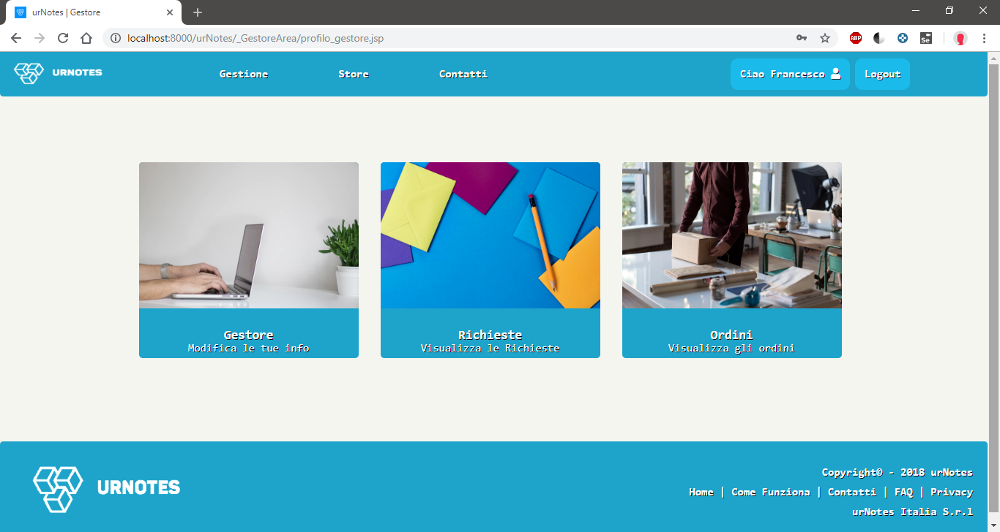 urNotes | Gestore
localhost:8000/urNotes/_GestoreArea/profilo_gestore.jsp
ABP
Se
URNOTES
Gestione
Store
Contatti
Ciao Francesco
Logout
Gestore
Modifica le tue info
Richieste
Visualizza le Richieste
Ordini
Visualizza gli ordini
URNOTES
Copyright© - 2018 urNotes
Home | Come Funziona | Contatti | FAQ | Privacy
urNotes Italia S.r.l